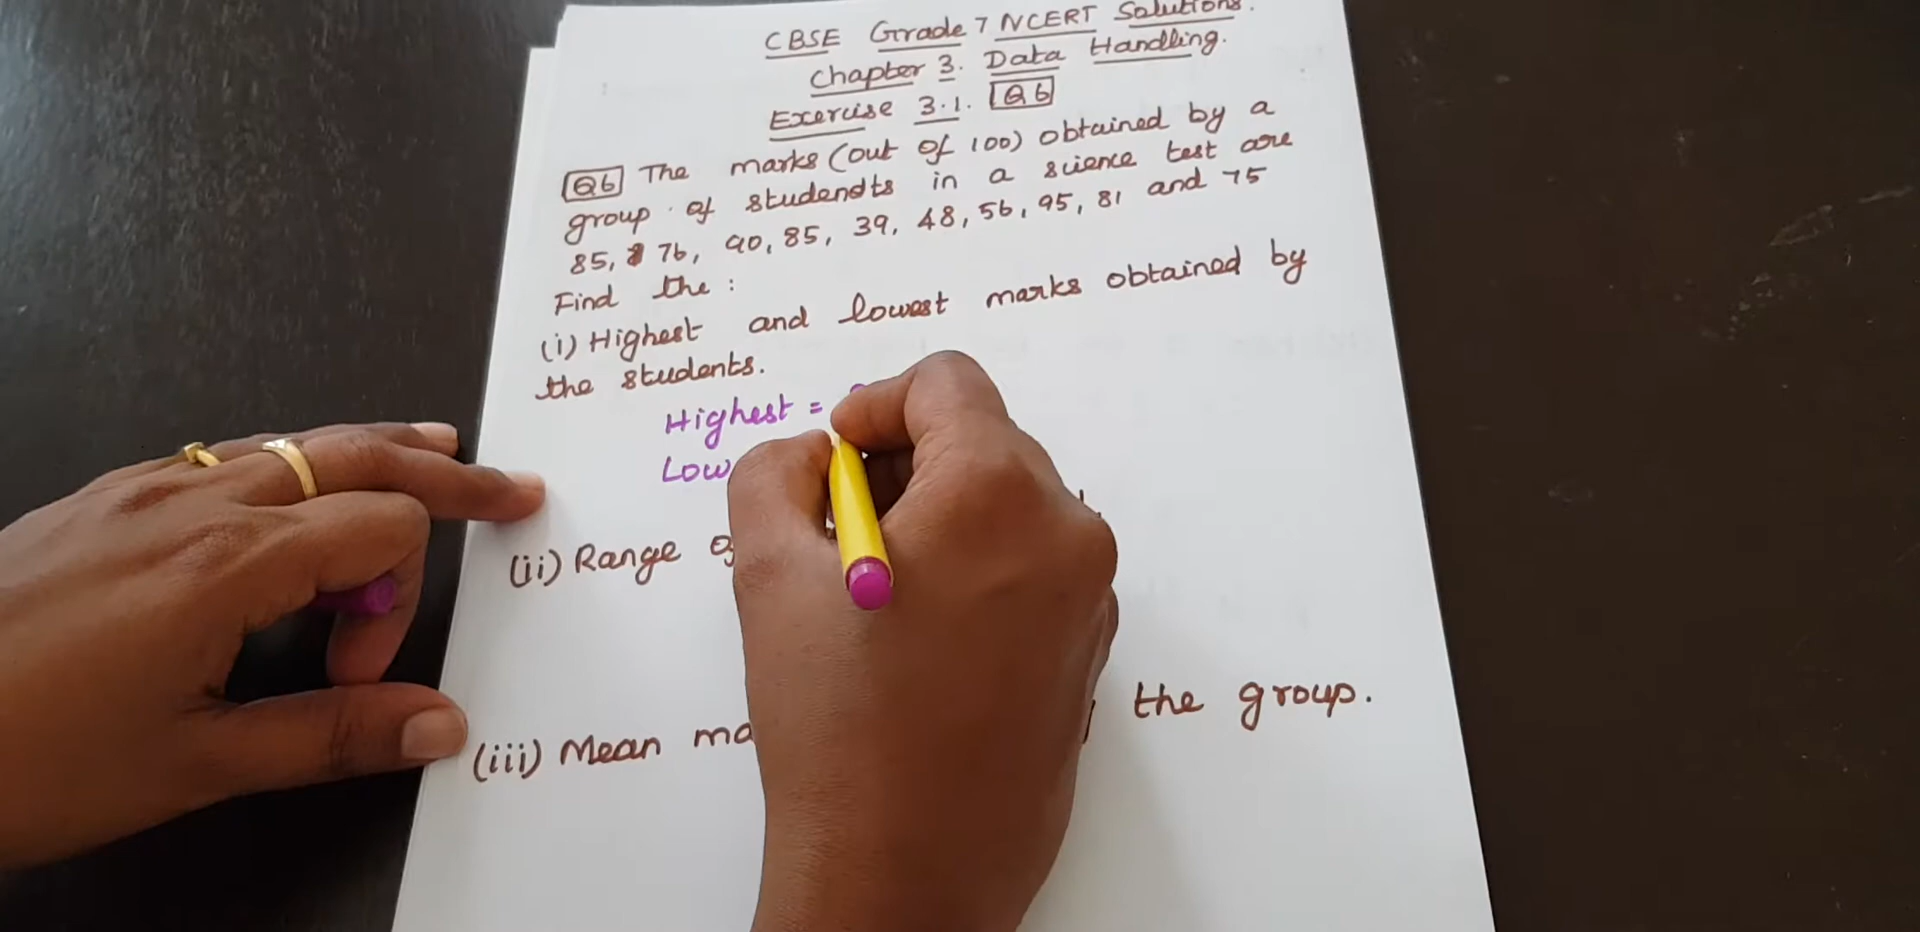 CBSE Grade 7 NCERT Solutions.
Chapter 3. Data Handling.
Exercise 3.1. Q6
Q6 The marks (out of 100) obtained by a
group of studendts in a science test are
85, 76, 90, 85, 39, 48, 56, 95, 81 and 75
Find the :
(i) Highest and lowest marks obtained by
the students.
Highest =
Low
(ii) Range
(iii) Mean the group.